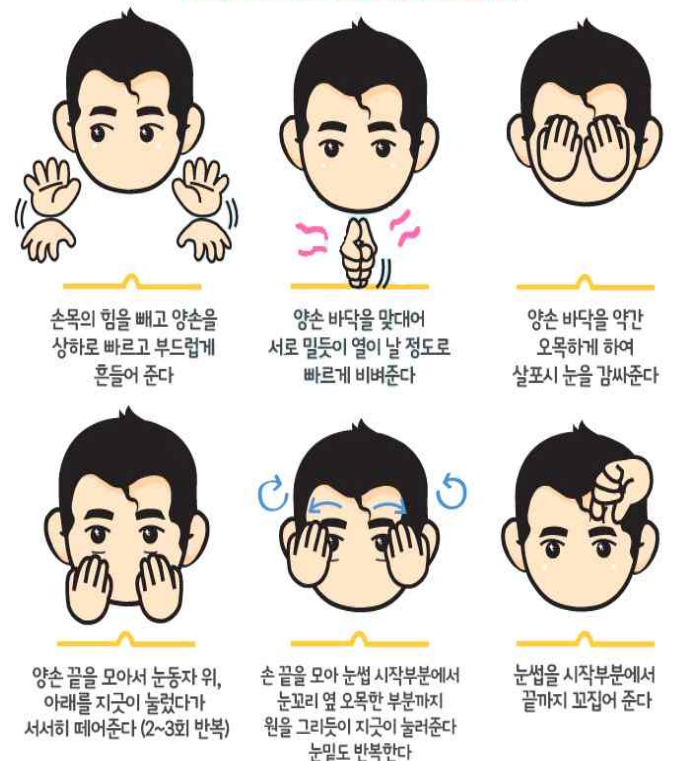 손목의 힘을 빼고 양손을
상하로 빠르고 부드럽게
흔들어 준다
양손 바닥을 맞대어
서로 밀듯이 열이 날 정도로
빠르게 비벼준다
양손 바닥을 약간
오목하게 하여
살포시 눈을 감싸준다
양손 끝을 모아서 눈동자 위,
아래를 지긋이 눌렀다가
서서히 떼어준다 (2~3회 반복)
손 끝을 모아 눈썹 시작부분에서
눈꼬리 옆 오목한 부분까지
원을 그리듯이 지긋이 눌러준다
눈밑도 반복한다
눈썹을 시작부분에서
끝까지 꼬집어 준다